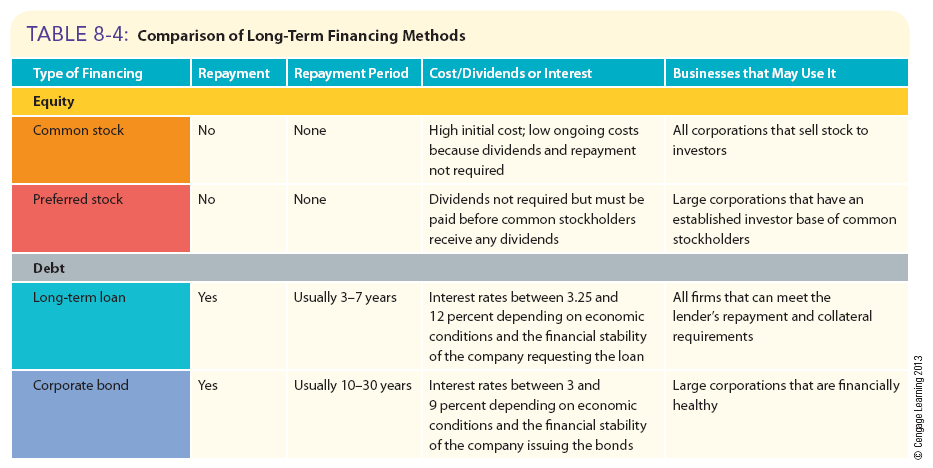 TABLE 8-4: Comparison of Long-Term Financing Methods
Type of Financing Repayment Repayment Period Cost/Dividends or Interest Businesses that May Use It
Equity
Common stock No None High initial cost; low ongoing costs All corporations that sell stock to
because dividends and repayment investors
not required
Preferred stock No None Dividends not required but must be Large corporations that have an
paid before common stockholders established investor base of common
receive any dividends stockholders
Debt
Long-term loan Yes Usually 3–7 years Interest rates between 3.25 and All firms that can meet the
12 percent depending on economic lender's repayment and collateral
conditions and the financial stability requirements
of the company requesting the loan
Corporate bond Yes Usually 10–30 years Interest rates between 3 and Large corporations that are financially
9 percent depending on economic healthy
conditions and the financial stability
of the company issuing the bonds
© Cengage Learning 2013